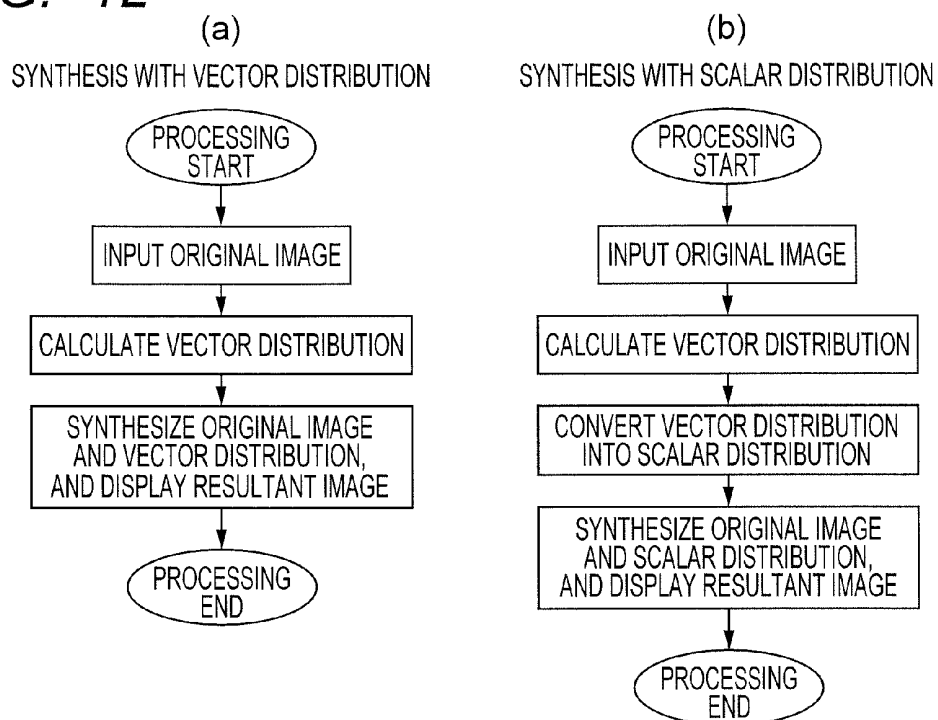 (a)
SYNTHESIS WITH VECTOR DISTRIBUTION
PROCESSING
START
INPUT ORIGINAL IMAGE
CALCULATE VECTOR DISTRIBUTION
SYNTHESIZE ORIGINAL IMAGE
AND VECTOR DISTRIBUTION,
AND DISPLAY RESULTANT IMAGE
PROCESSING
END
(b)
SYNTHESIS WITH SCALAR DISTRIBUTION
PROCESSING
START
INPUT ORIGINAL IMAGE
CALCULATE VECTOR DISTRIBUTION
CONVERT VECTOR DISTRIBUTION
INTO SCALAR DISTRIBUTION
SYNTHESIZE ORIGINAL IMAGE
AND SCALAR DISTRIBUTION,
AND DISPLAY RESULTANT IMAGE
PROCESSING
END